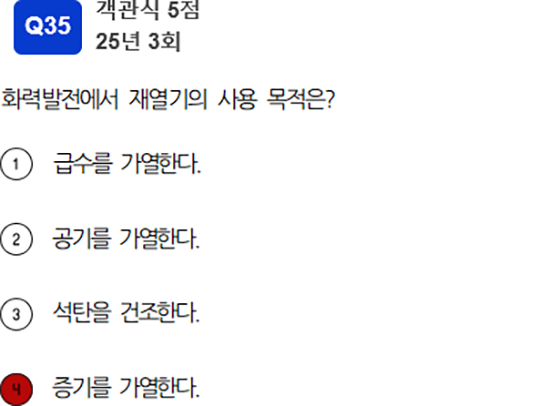 Q35
객관식 5점
25년 3회
화력발전에서 재열기의 사용 목적은?
1 급수를 가열한다.
2 공기를 가열한다.
3 석탄을 건조한다.
4 증기를 가열한다.